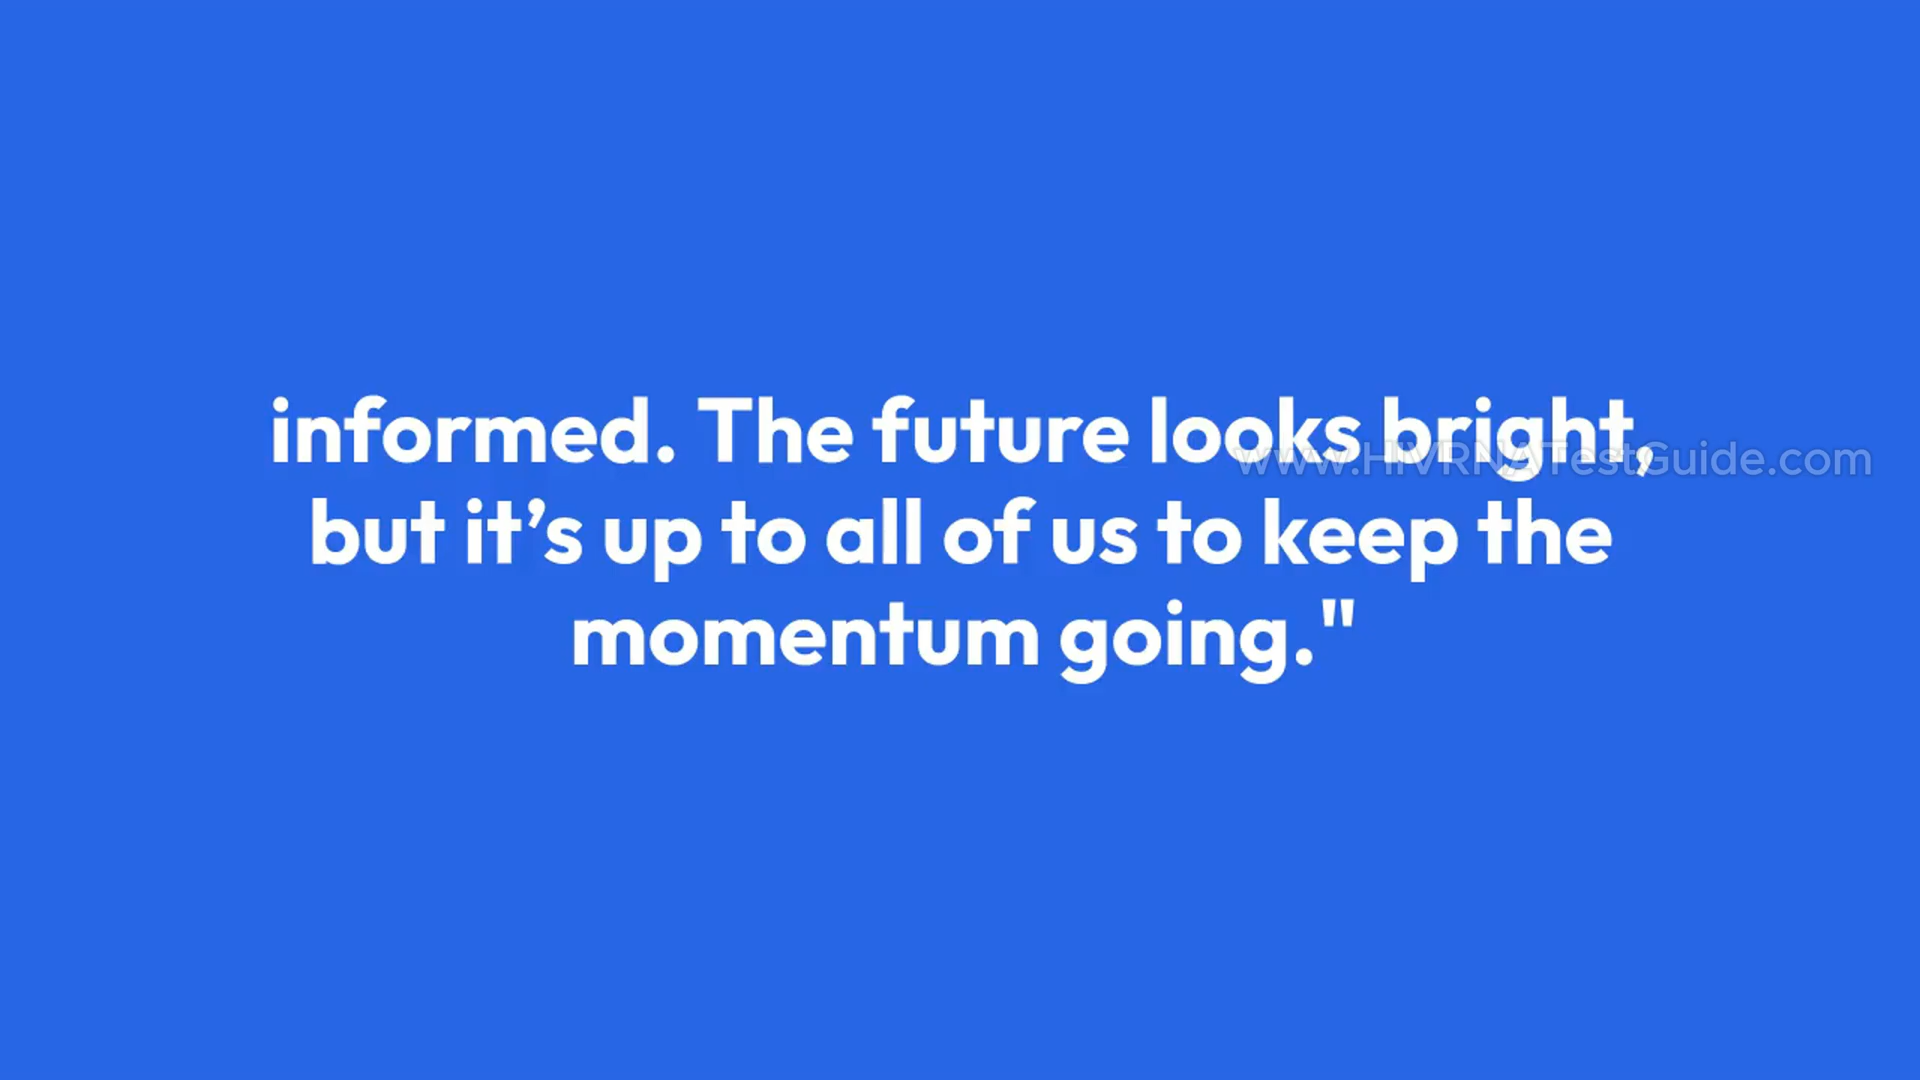 informed. The future looks bright,
www.HIVRNATestGuide.com
but it’s up to all of us to keep the
momentum going."